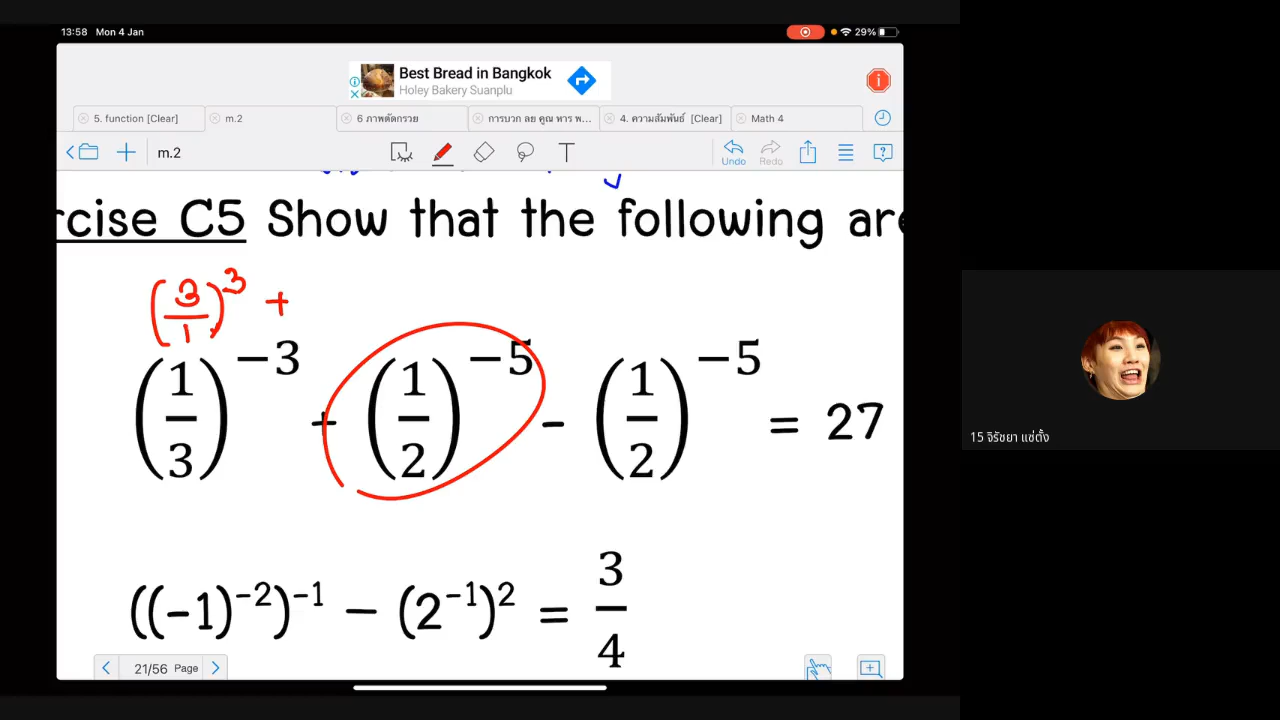 13:58 Mon 4 Jan 29%
Best Bread in Bangkok
Holey Bakery Suanplu
5. function [Clear] m.2 6 ภาพตัดกรวย การบวก ลย คูณ หาร พ... 4. ความสัมพันธ์ [Clear] Math 4
m.2 T Undo Redo
rcise C5 Show that the following are
(3/1)³ +
(1/3)⁻³ + (1/2)⁻⁵ - (1/2)⁻⁵ = 27
((-1)⁻²)⁻¹ − (2⁻¹)² = 3/4
21/56 Page
15 จิรัชยา แซ่ตั้ง